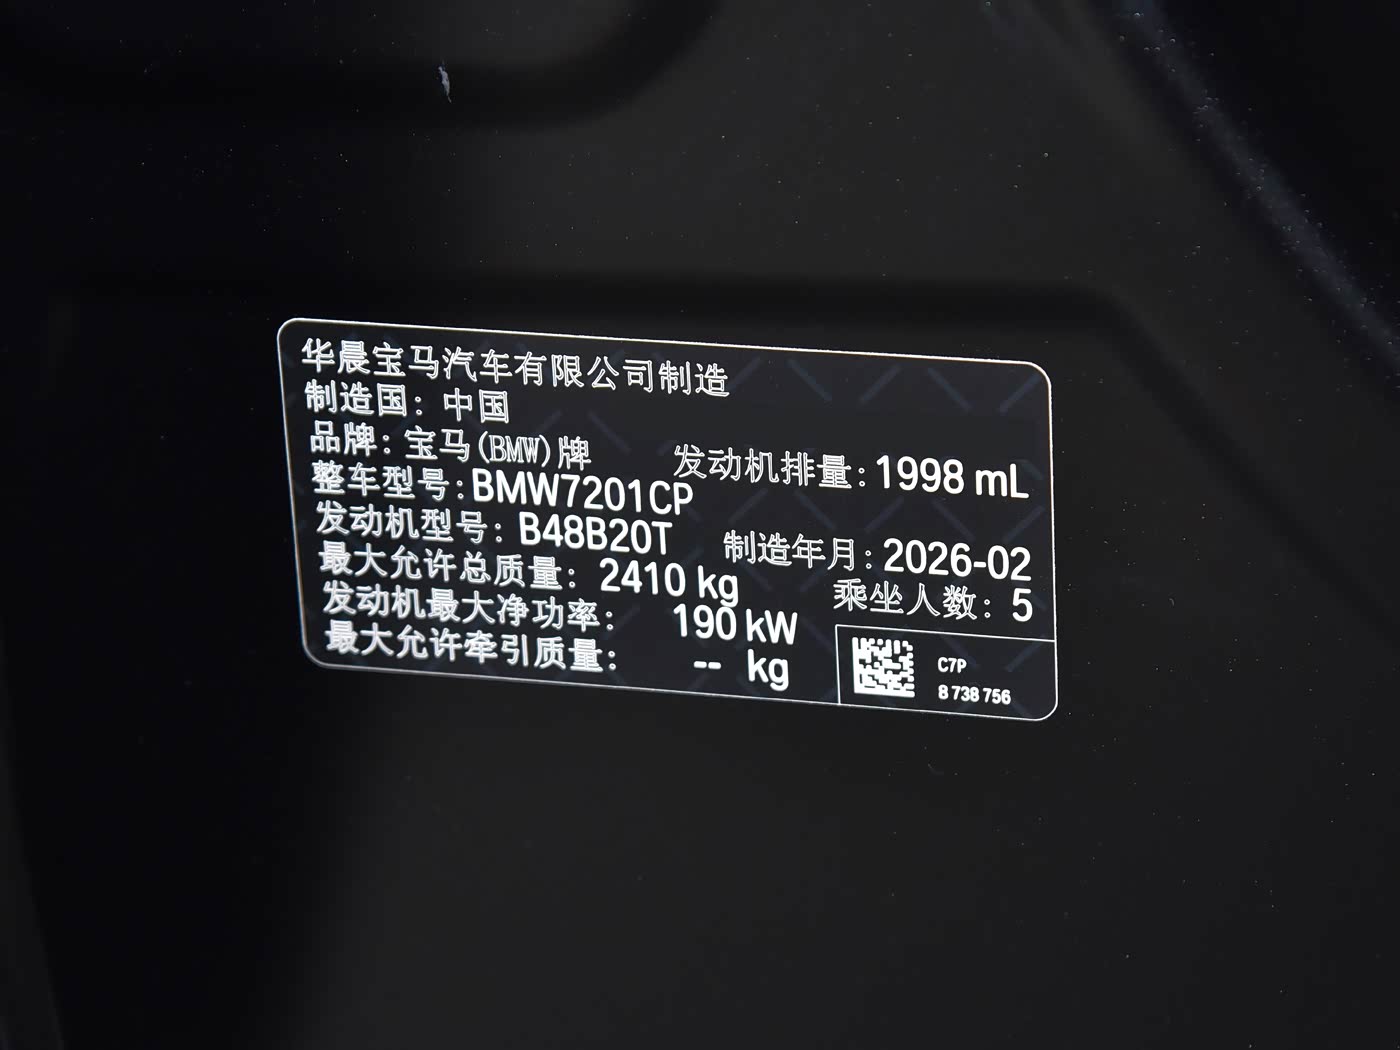 华晨宝马汽车有限公司制造
制造国：中国
品牌：宝马(BMW)牌 发动机排量：1998 mL
整车型号：BMW7201CP
发动机型号：B48B20T 制造年月：2026-02
最大允许总质量：2410 kg 乘坐人数：5
发动机最大净功率：190 kW
最大允许牵引质量：-- kg
C7P
8 738 756